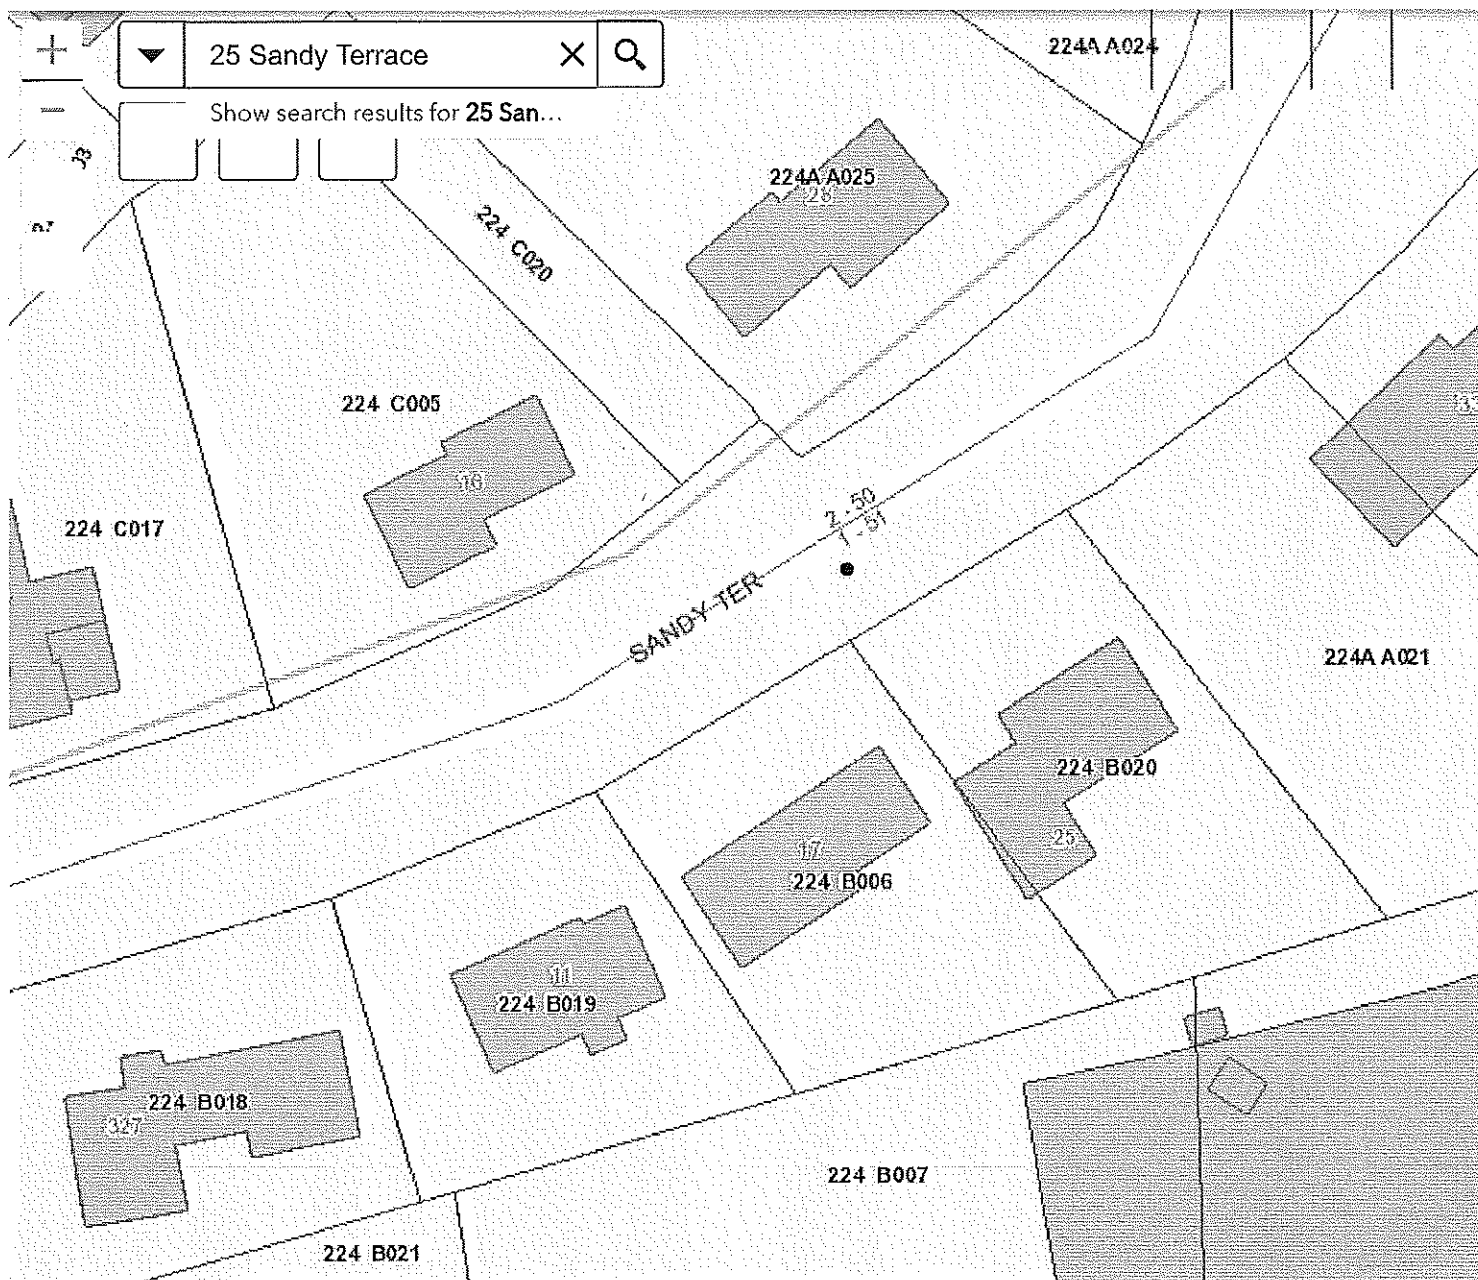 25 Sandy Terrace
Show search results for 25 San...
224A A024
224A A025
224 C020
224 C005
224 C017
2 - 50
1 - 51
SANDY TER
224A A021
224 B020
25
17
224 B006
11
224 B019
224 B018
327
224 B007
224 B021